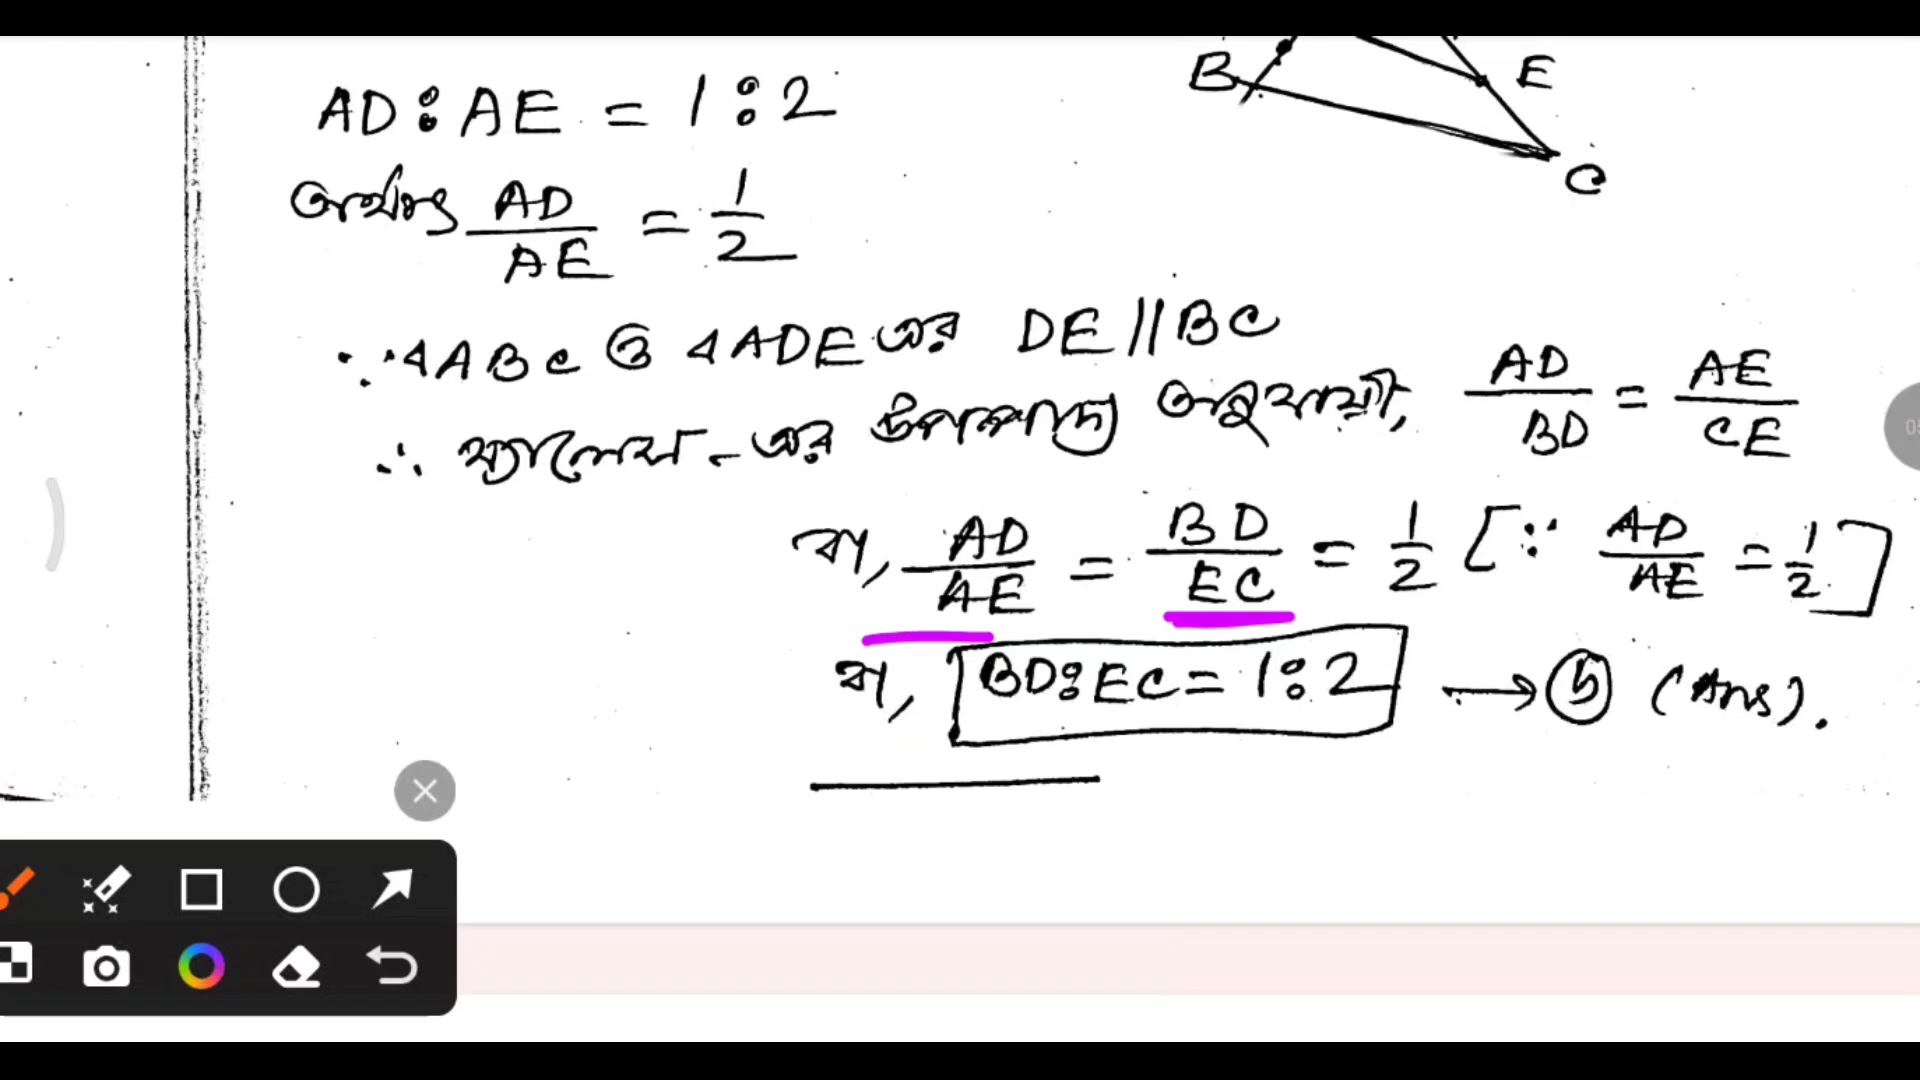 B E
C
AD : AE = 1 : 2
অর্থাৎ AD/AE = 1/2
∵ ∆ABC ও ∆ADE এর DE || BC
∴ থ্যালেস-এর উপপাদ্য অনুযায়ী, AD/BD = AE/CE
বা, AD/AE = BD/EC = 1/2 [∵ AD/AE = 1/2]
বা, BD : EC = 1 : 2 → (b) (Ans).